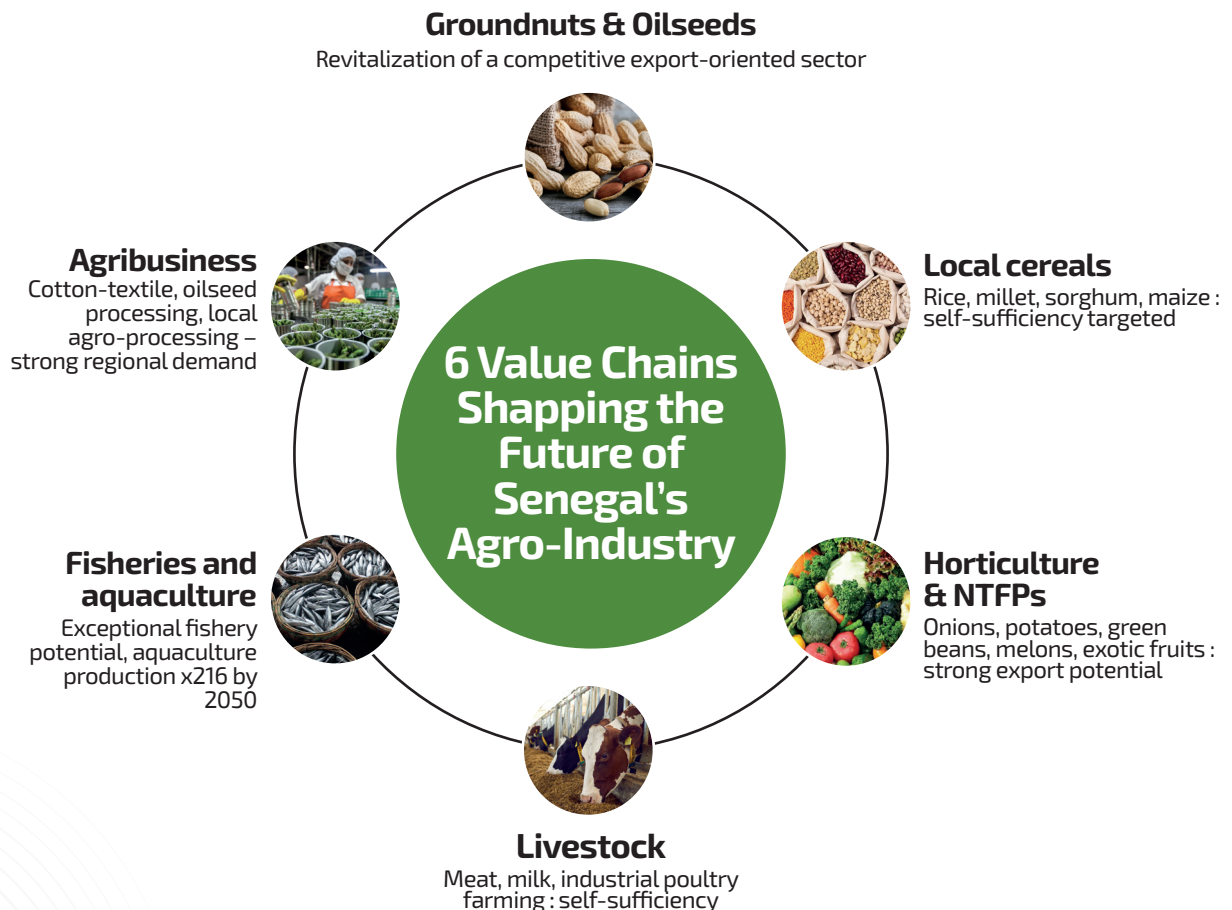 Groundnuts & Oilseeds
Revitalization of a competitive export-oriented sector
Agribusiness
Cotton-textile, oilseed
processing, local
agro-processing –
strong regional demand
Local cereals
Rice, millet, sorghum, maize :
self-sufficiency targeted
6 Value Chains
Shapping the
Future of
Senegal's
Agro-Industry
Fisheries and
aquaculture
Exceptional fishery
potential, aquaculture
production x216 by
2050
Horticulture
& NTFPs
Onions, potatoes, green
beans, melons, exotic fruits :
strong export potential
Livestock
Meat, milk, industrial poultry
farming : self-sufficiency